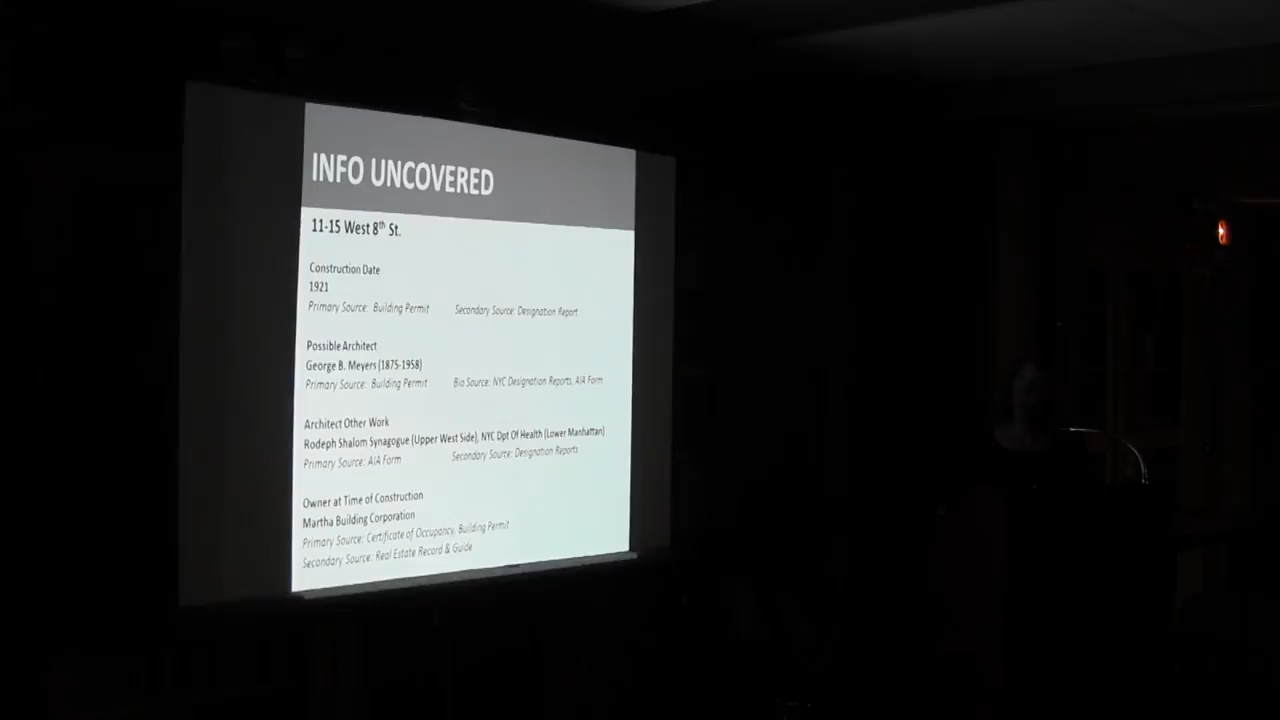 INFO UNCOVERED
11-15 West 8th St.
Construction Date
1921
Primary Source: Building Permit Secondary Source: Designation Report
Possible Architect
George B. Meyers (1875-1958)
Primary Source: Building Permit Bio Source: NYC Designation Reports, AIA Form
Architect Other Work
Rodeph Shalom Synagogue (Upper West Side), NYC Dpt Of Health (Lower Manhattan)
Primary Source: AIA Form Secondary Source: Designation Reports
Owner at Time of Construction
Martha Building Corporation
Primary Source: Certificate of Occupancy, Building Permit
Secondary Source: Real Estate Record & Guide